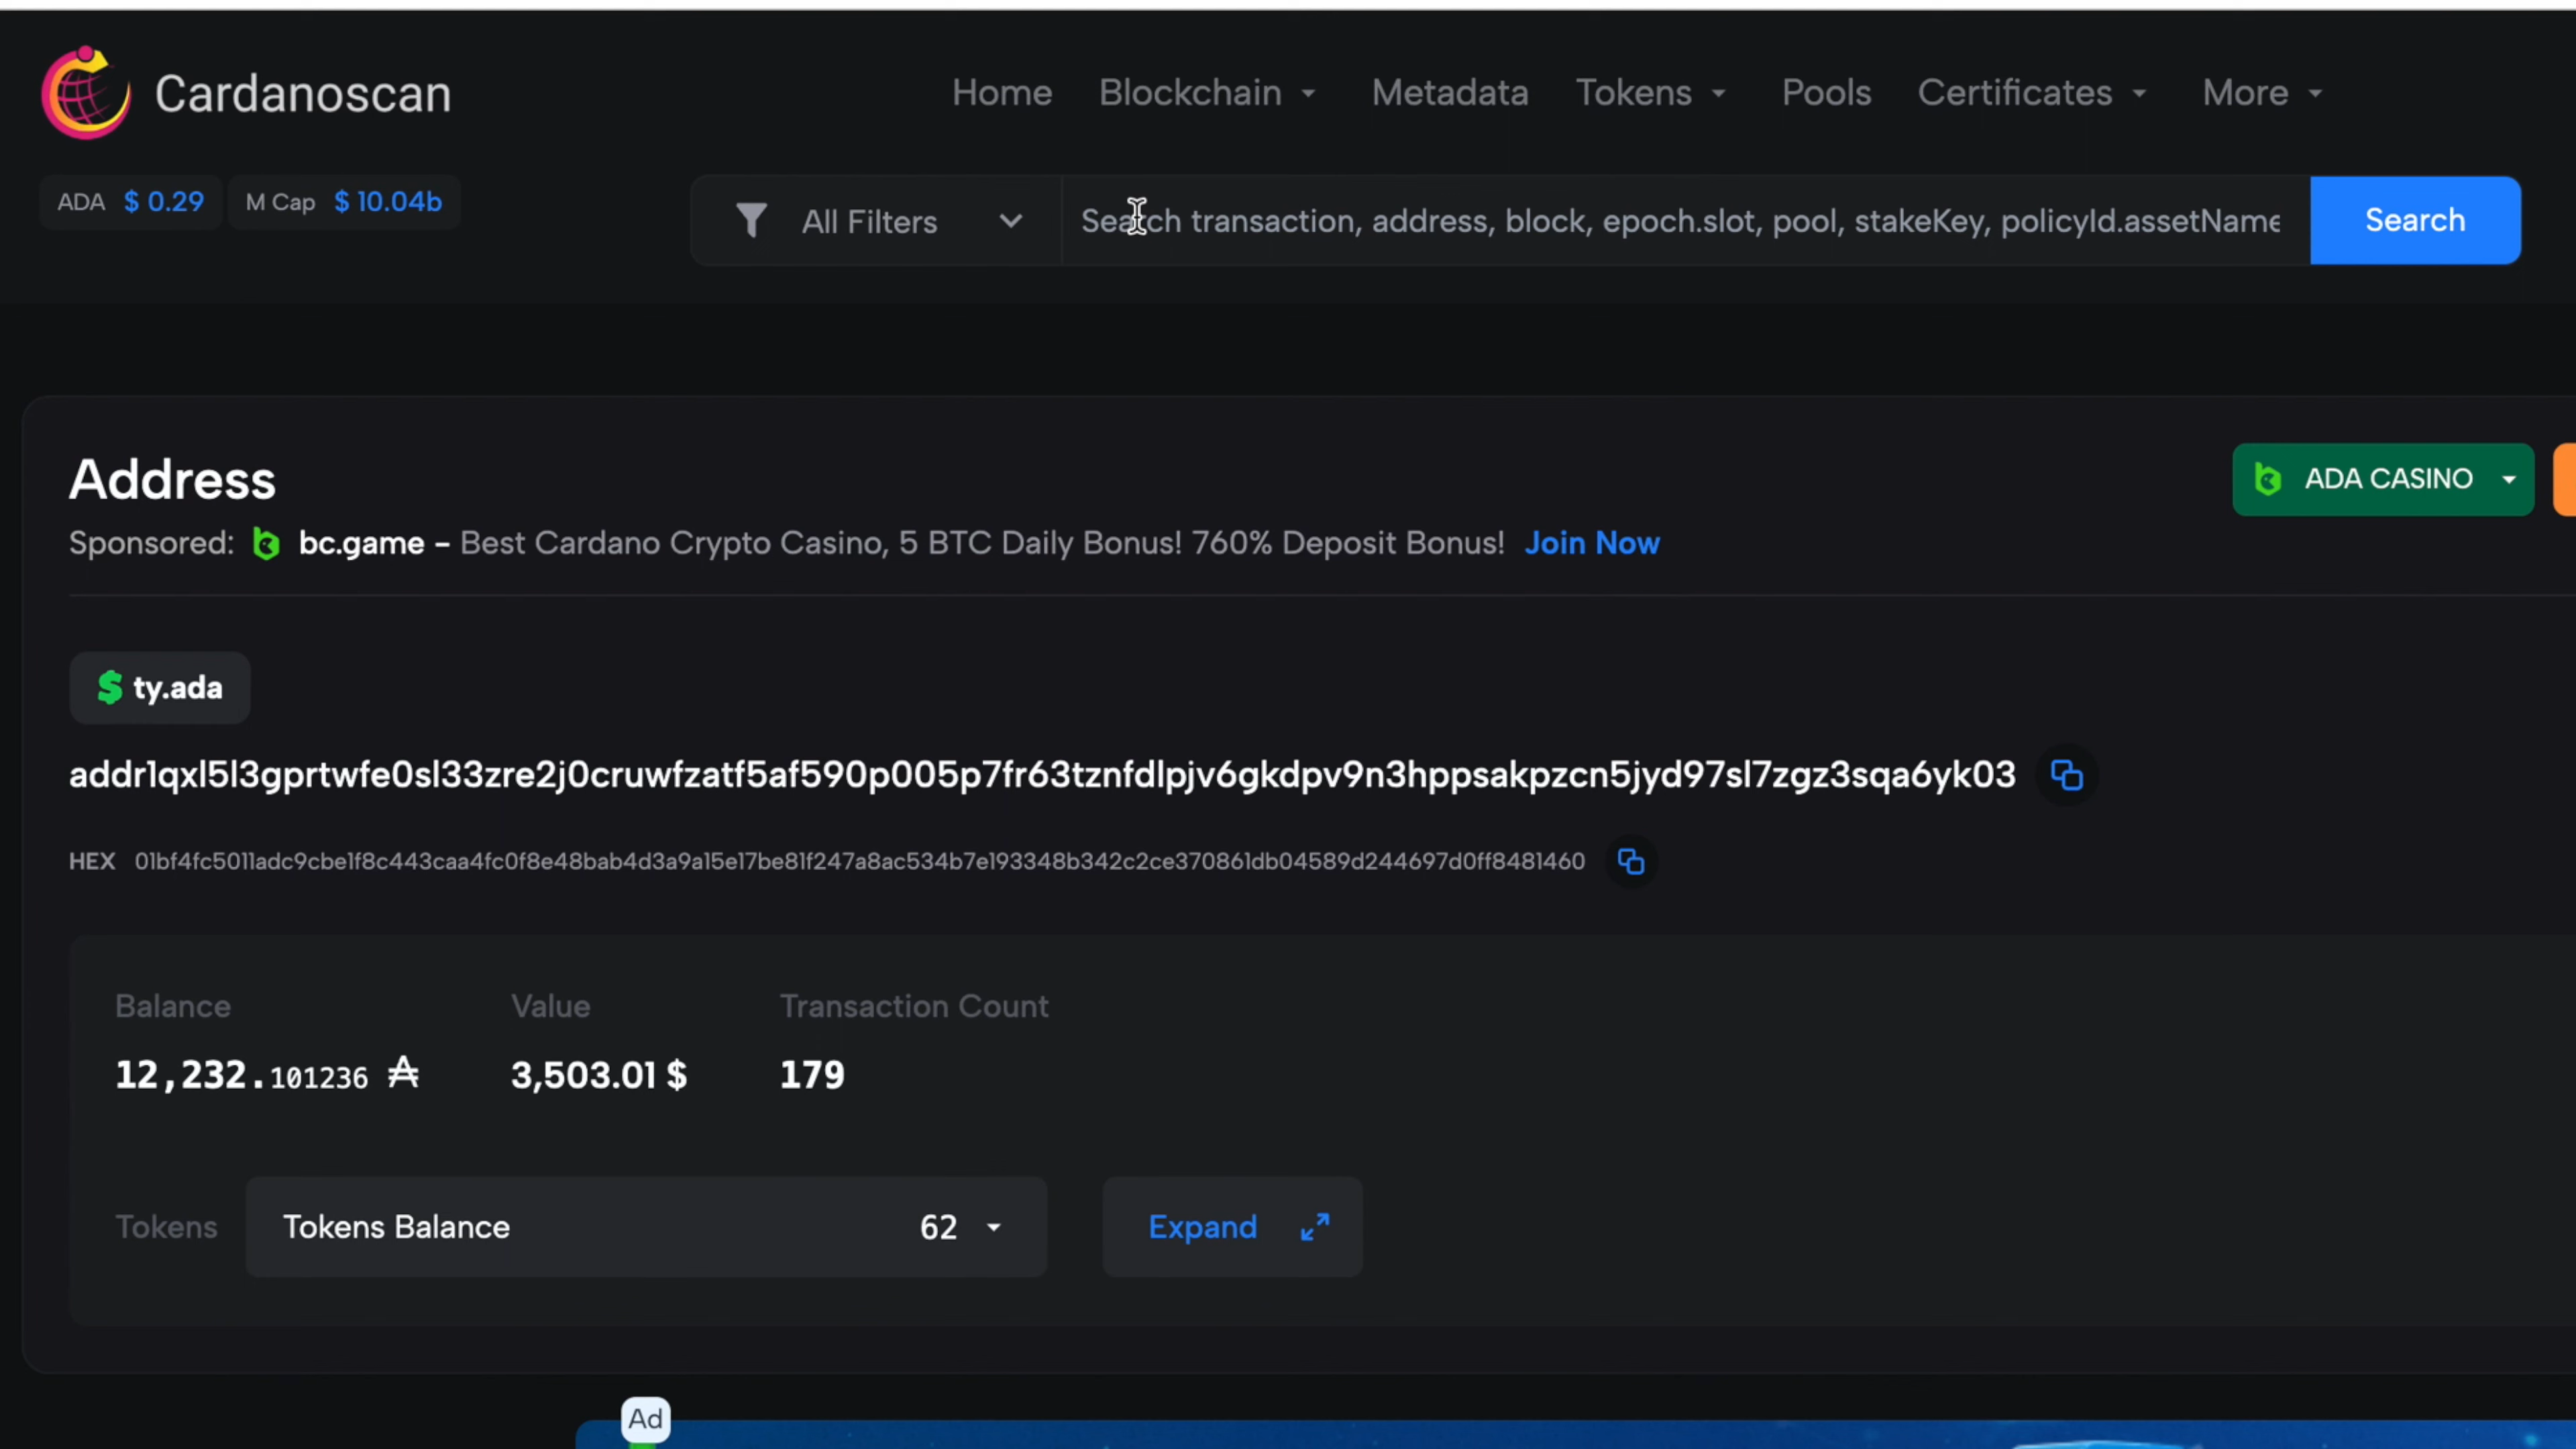 Cardanoscan
Home Blockchain Metadata Tokens Pools Certificates More
ADA $ 0.29 M Cap $ 10.04b
All Filters Search transaction, address, block, epoch.slot, pool, stakeKey, policyId.assetName Search
Address
ADA CASINO
Sponsored: bc.game – Best Cardano Crypto Casino, 5 BTC Daily Bonus! 760% Deposit Bonus! Join Now
$ ty.ada
addr1qxl5l3gprtwfe0sl33zre2j0cruwfzatf5af590p005p7fr63tznfdlpjv6gkdpv9n3hppsakpzcn5jyd97sl7zgz3sqa6yk03
HEX 01bf4fc5011adc9cbe1f8c443caa4fc0f8e48bab4d3a9a15e17be81f247a8ac534b7e193348b342c2ce370861db04589d244697d0ff8481460
Balance Value Transaction Count
12,232.101236 ₳ 3,503.01 $ 179
Tokens Tokens Balance 62 Expand
Ad